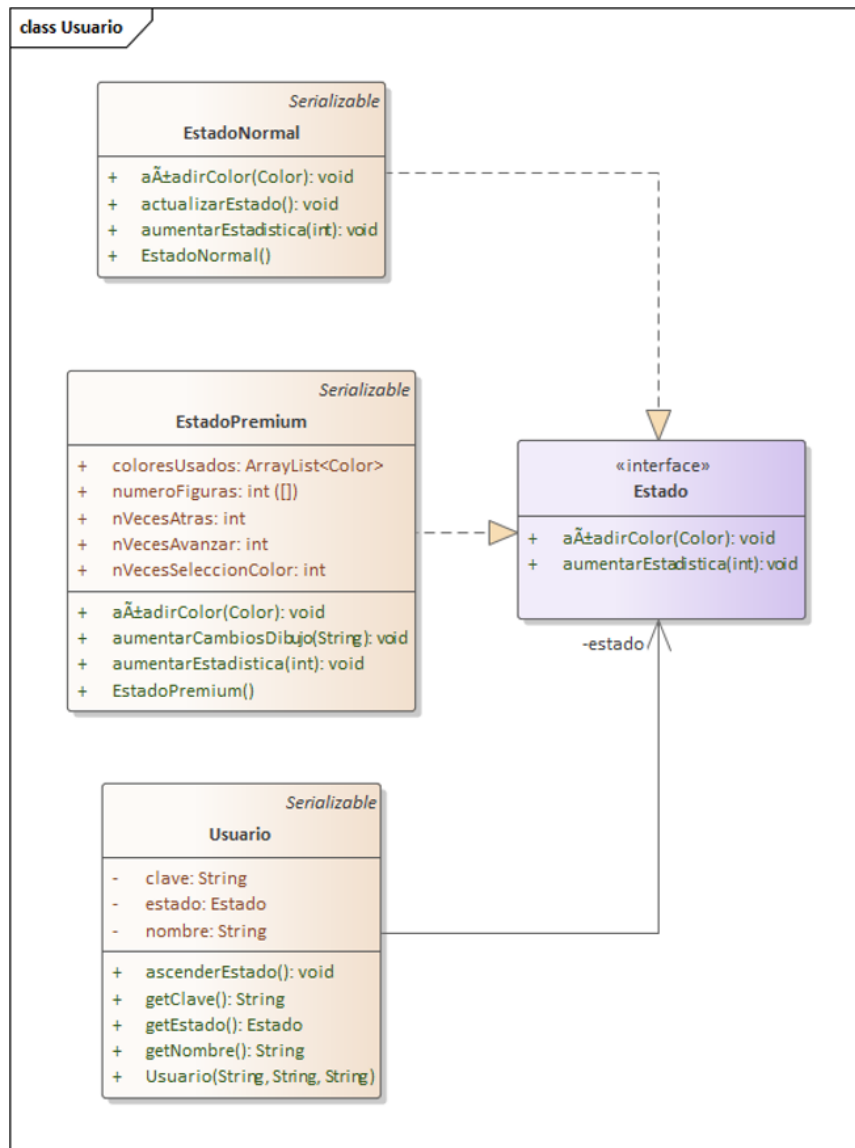 class Usuario
Serializable
EstadoNormal
+ aÃ±adirColor(Color): void
+ actualizarEstado(): void
+ aumentarEstadistica(int): void
+ EstadoNormal()
Serializable
EstadoPremium
+ coloresUsados: ArrayList<Color>
+ numeroFiguras: int ([])
+ nVecesAtras: int
+ nVecesAvanzar: int
+ nVecesSeleccionColor: int
+ aÃ±adirColor(Color): void
+ aumentarCambiosDibujo(String): void
+ aumentarEstadistica(int): void
+ EstadoPremium()
«interface»
Estado
+ aÃ±adirColor(Color): void
+ aumentarEstadistica(int): void
-estado
Serializable
Usuario
- clave: String
- estado: Estado
- nombre: String
+ ascenderEstado(): void
+ getClave(): String
+ getEstado(): Estado
+ getNombre(): String
+ Usuario(String, String, String)